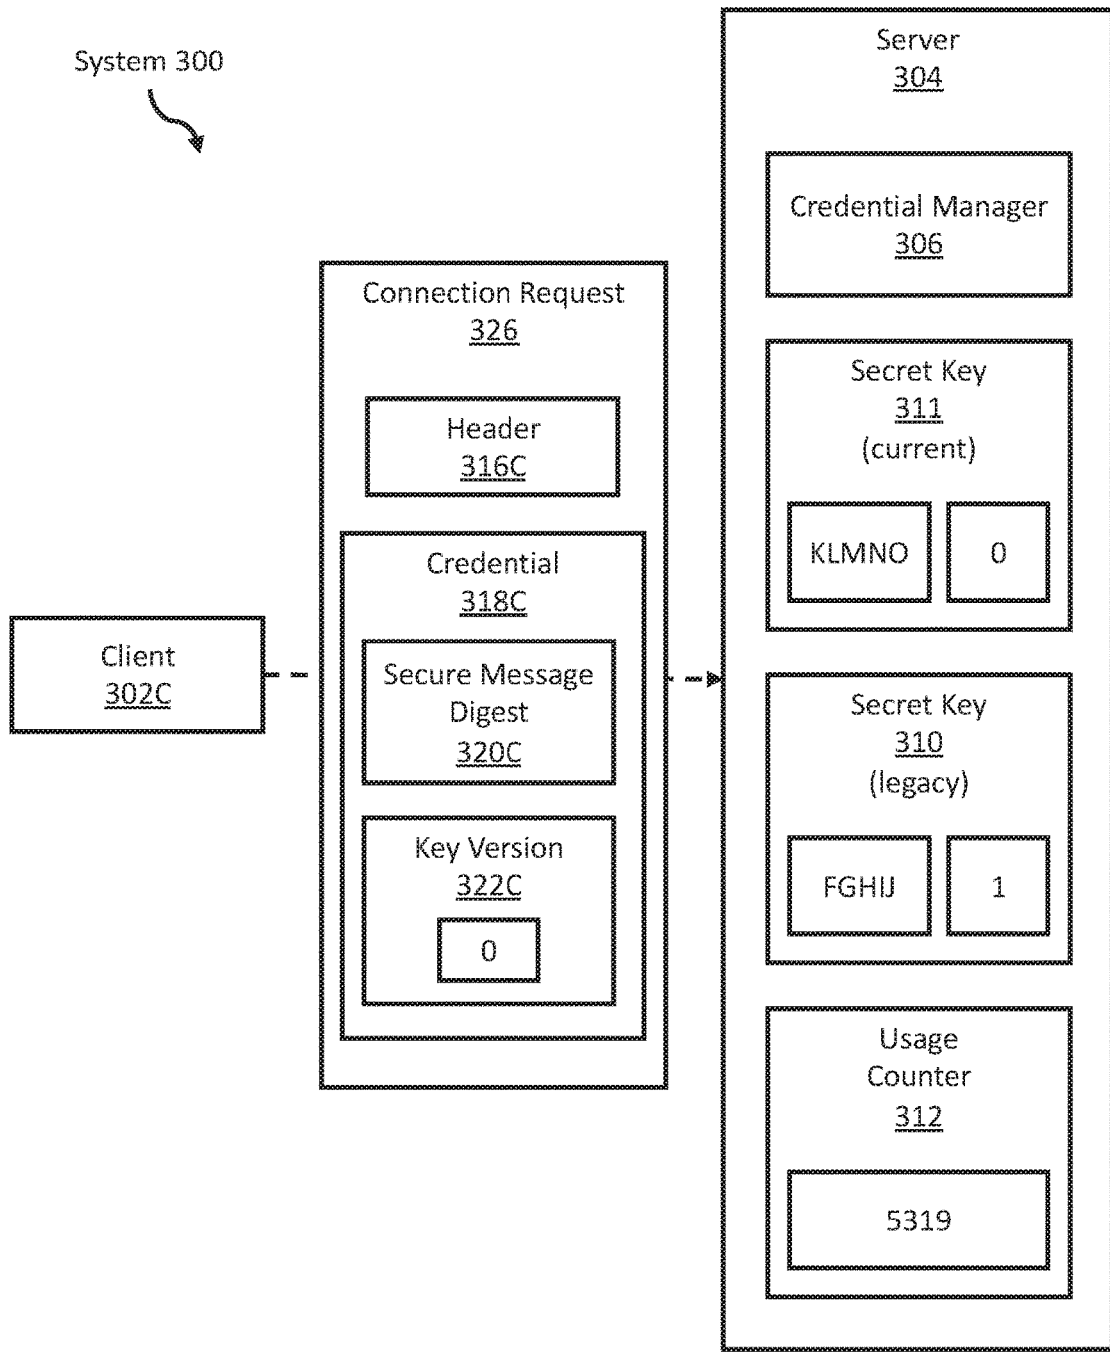 System 300
Server
304
Credential Manager
306
Connection Request
326
Secret Key
311
(current)
Header
316C
KLMNO
0
Credential
318C
Client
302C
Secure Message
Digest
320C
Secret Key
310
(legacy)
Key Version
322C
0
FGHIJ
1
Usage
Counter
312
5319